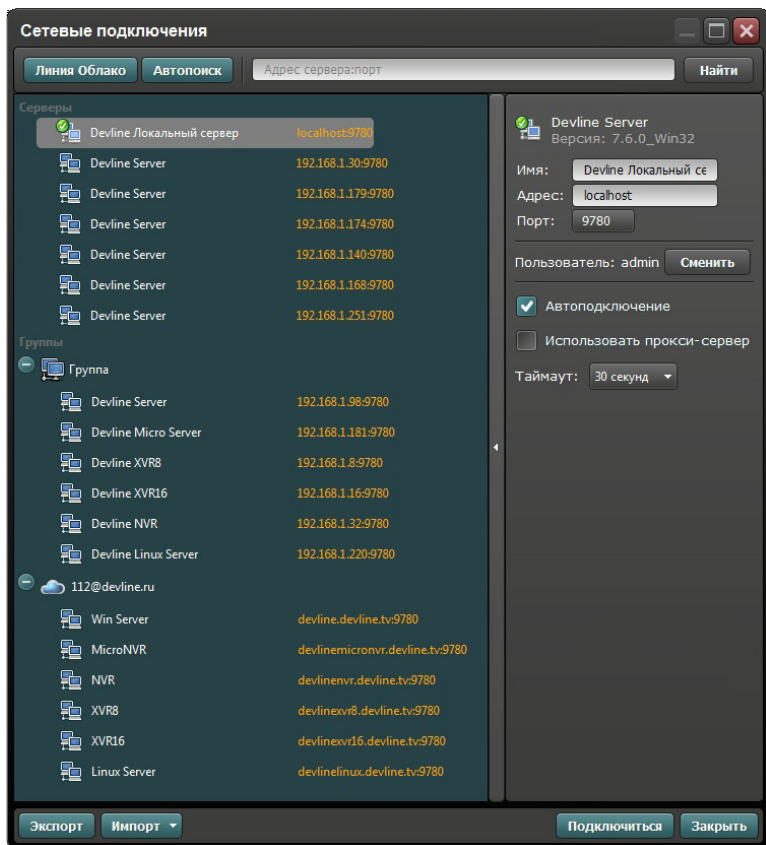 Сетевые подключения
Линия Облако Автопоиск Адрес сервера:порт Найти
Серверы
Devline Локальный сервер localhost:9780
Devline Server 192.168.1.30:9780
Devline Server 192.168.1.179:9780
Devline Server 192.168.1.174:9780
Devline Server 192.168.1.140:9780
Devline Server 192.168.1.168:9780
Devline Server 192.168.1.251:9780
Группы
Группа
Devline Server 192.168.1.98:9780
Devline Micro Server 192.168.1.181:9780
Devline XVR8 192.168.1.8:9780
Devline XVR16 192.168.1.16:9780
Devline NVR 192.168.1.32:9780
Devline Linux Server 192.168.1.220:9780
112@devline.ru
Win Server devline.devline.tv:9780
MicroNVR devlinemicronvr.devline.tv:9780
NVR devlinenvr.devline.tv:9780
XVR8 devlinexvr8.devline.tv:9780
XVR16 devlinexvr16.devline.tv:9780
Linux Server devlinelinux.devline.tv:9780
Devline Server
Версия: 7.6.0_Win32
Имя: Devline Локальный се
Адрес: localhost
Порт: 9780
Пользователь: admin Сменить
Автоподключение
Использовать прокси-сервер
Таймаут: 30 секунд
Экспорт Импорт Подключиться Закрыть